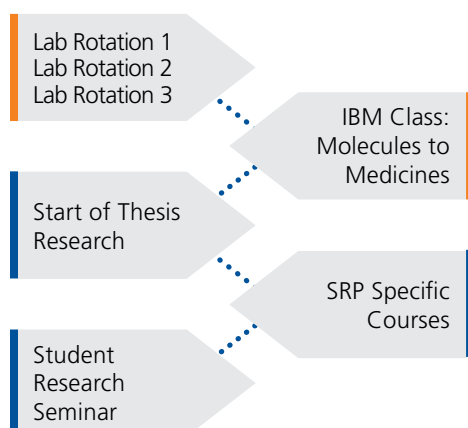 Lab Rotation 1
Lab Rotation 2
Lab Rotation 3
IBM Class:
Molecules to
Medicines
Start of Thesis
Research
SRP Specific
Courses
Student
Research
Seminar